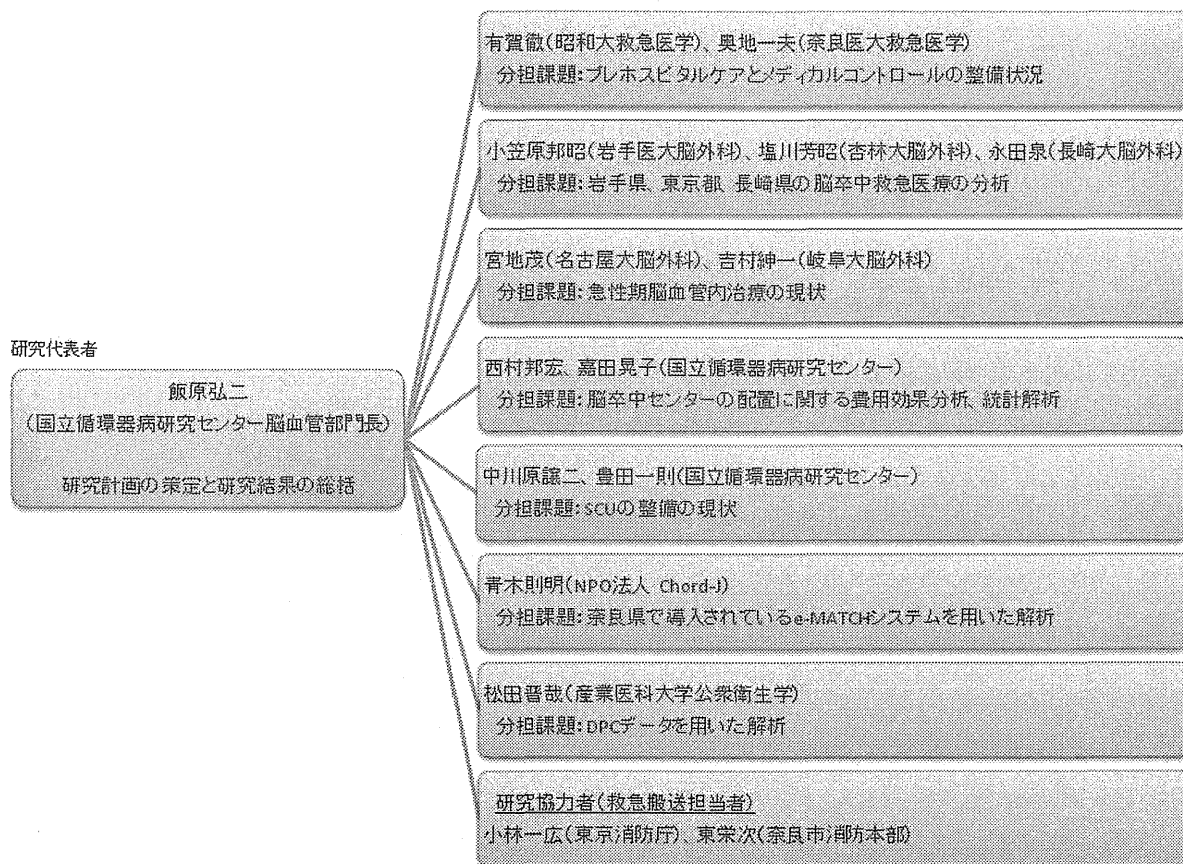 研究代表者
飯原弘二
(国立循環器病研究センター脳血管部門長)
研究計画の策定と研究結果の総括
有賀徹(昭和大救急医学)、奥地一夫(奈良医大救急医学)
分担課題:プレホスピタルケアとメディカルコントロールの整備状況
小笠原邦昭(岩手医大脳外科)、塩川芳昭(杏林大脳外科)、永田泉(長崎大脳外科)
分担課題:岩手県、東京都、長崎県の脳卒中救急医療の分析
宮地茂(名古屋大脳外科)、吉村紳一(岐阜大脳外科)
分担課題:急性期脳血管内治療の現状
西村邦宏、嘉田晃子(国立循環器病研究センター)
分担課題:脳卒中センターの配置に関する費用効果分析、統計解析
中川原譲二、豊田一則(国立循環器病研究センター)
分担課題:SCUの整備の現状
青木則明(NPO法人 Chord-J)
分担課題:奈良県で導入されているe-MATCHシステムを用いた解析
松田晋哉(産業医科大学公衆衛生学)
分担課題:DPCデータを用いた解析
研究協力者(救急搬送担当者)
小林一広(東京消防庁)、東栄次(奈良市消防本部)